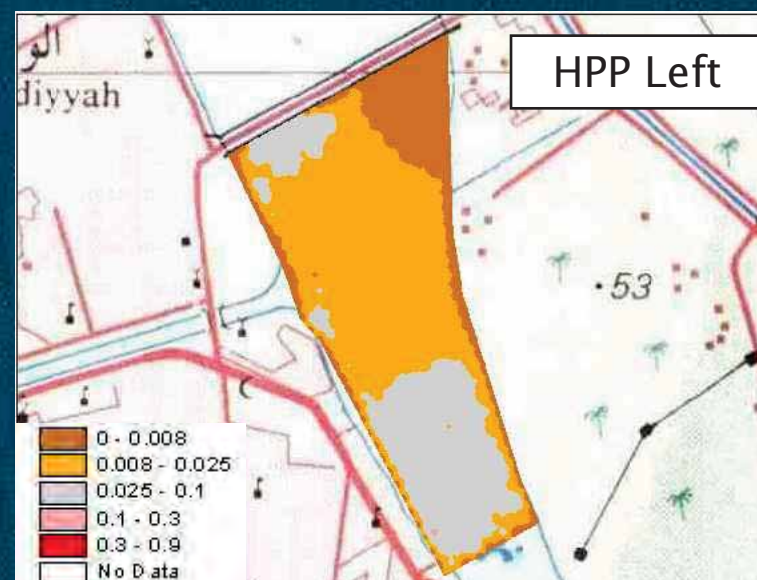 HPP Left
الو
diyyah
53
0 - 0.008
0.008 - 0.025
0.025 - 0.1
0.1 - 0.3
0.3 - 0.9
No Data